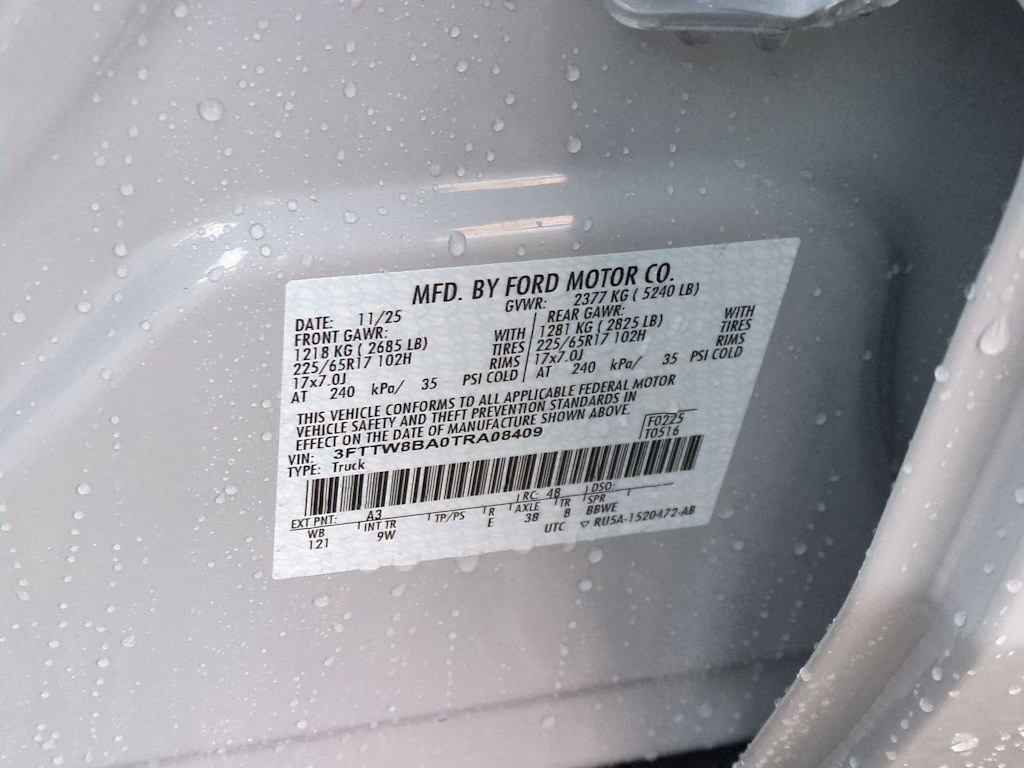 MFD. BY FORD MOTOR CO.
DATE: 11/25 GVWR: 2377 KG ( 5240 LB)
FRONT GAWR: REAR GAWR:
1218 KG ( 2685 LB) WITH 1281 KG ( 2825 LB) WITH
225/65R17 102H TIRES 225/65R17 102H TIRES
17x7.0J RIMS 17x7.0J RIMS
AT 240 kPa/ 35 PSI COLD AT 240 kPa/ 35 PSI COLD
THIS VEHICLE CONFORMS TO ALL APPLICABLE FEDERAL MOTOR
VEHICLE SAFETY AND THEFT PREVENTION STANDARDS IN
EFFECT ON THE DATE OF MANUFACTURE SHOWN ABOVE.
VIN: 3FTTW8BA0TRA08409 F0225
TYPE: Truck T0516
EXT PNT: A3 RC: 48 DSO:
WB INT TR TP/PS R AXLE TR SPR
121 9W E 3B 8 BBWE
UTC ▽ RU5A-1520472-AB